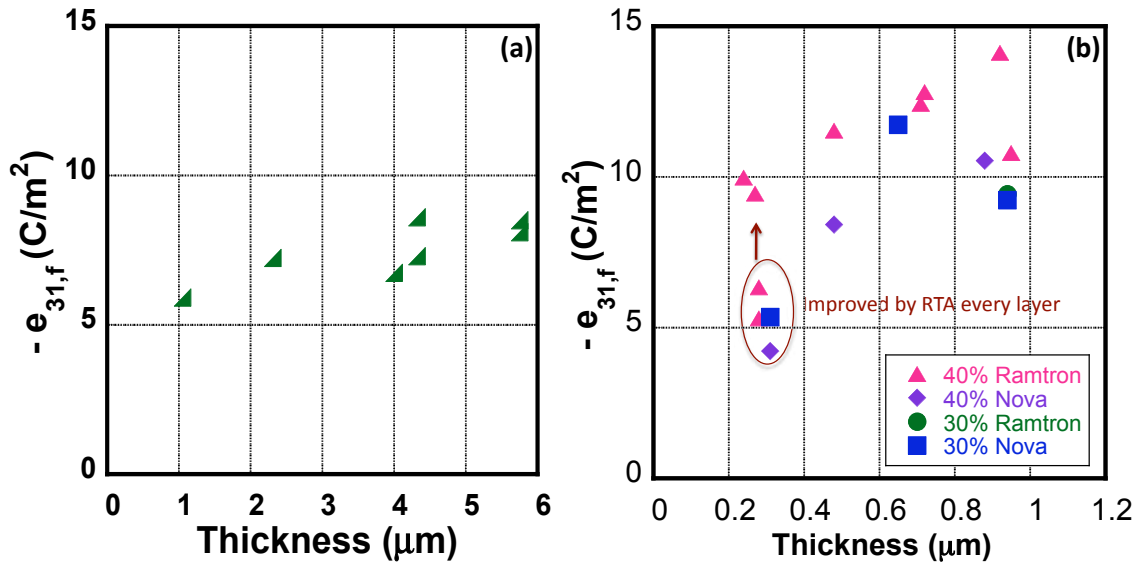 (a)
15
10
5
0
- e31,f (C/m2)
0 1 2 3 4 5 6
Thickness (μm)
(b)
15
10
5
0
- e31,f (C/m2)
mproved by RTA every layer
40% Ramtron
40% Nova
30% Ramtron
30% Nova
0 0.2 0.4 0.6 0.8 1 1.2
Thickness (μm)